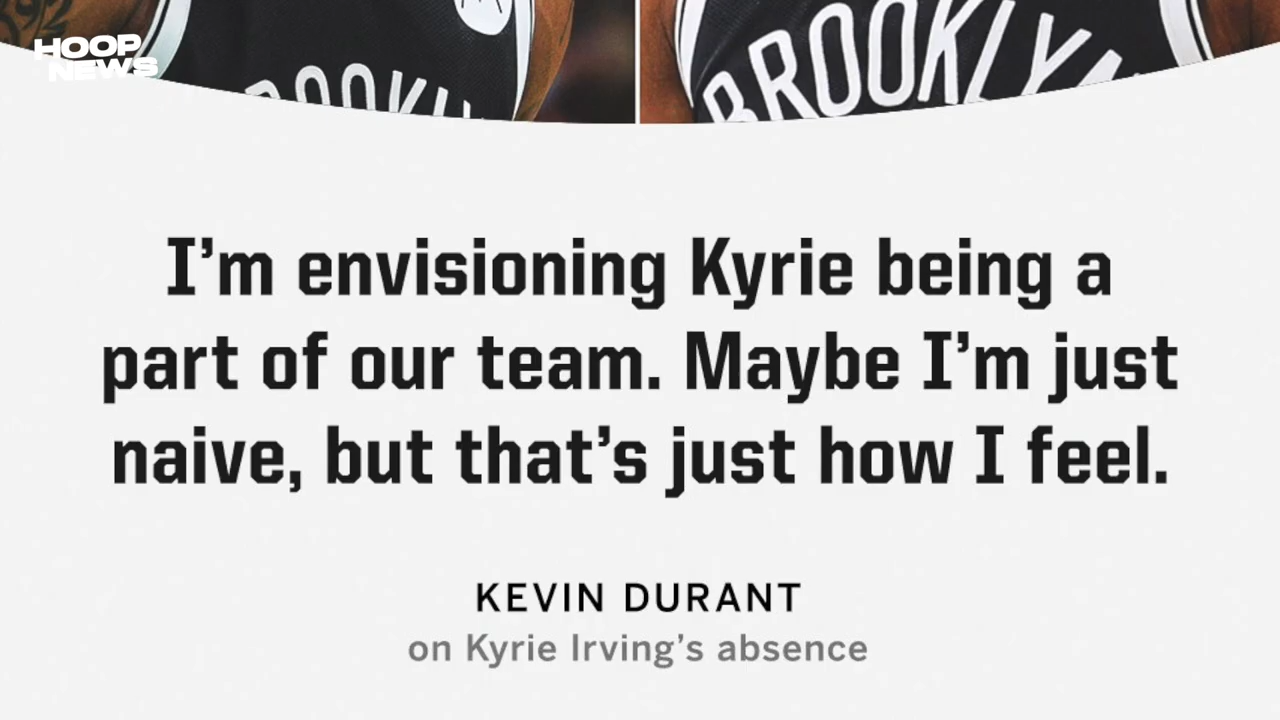 HOOP
NEWS
BROOKLYN
I’m envisioning Kyrie being a
part of our team. Maybe I’m just
naive, but that’s just how I feel.
KEVIN DURANT
on Kyrie Irving’s absence